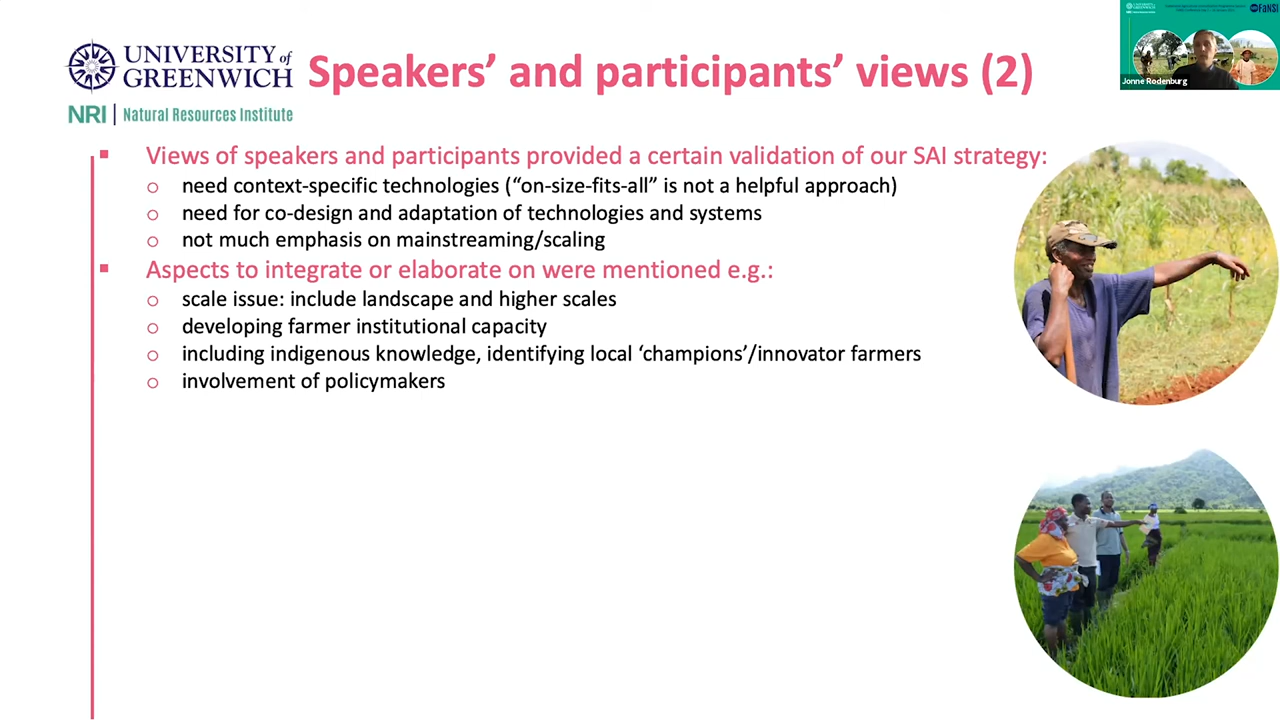 UNIVERSITY of
GREENWICH
NRI | Natural Resources Institute
Speakers’ and participants’ views (2)
Views of speakers and participants provided a certain validation of our SAI strategy:
need context-specific technologies (“on-size-fits-all” is not a helpful approach)
need for co-design and adaptation of technologies and systems
not much emphasis on mainstreaming/scaling
Aspects to integrate or elaborate on were mentioned e.g.:
scale issue: include landscape and higher scales
developing farmer institutional capacity
including indigenous knowledge, identifying local ‘champions’/innovator farmers
involvement of policymakers
FaNSI
Jonne Rodenburg